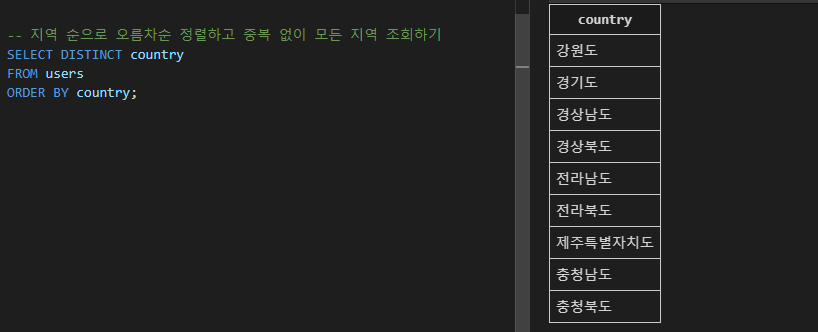 -- 지역 순으로 오름차순 정렬하고 중복 없이 모든 지역 조회하기
SELECT DISTINCT country
FROM users
ORDER BY country;
country
강원도
경기도
경상남도
경상북도
전라남도
전라북도
제주특별자치도
충청남도
충청북도